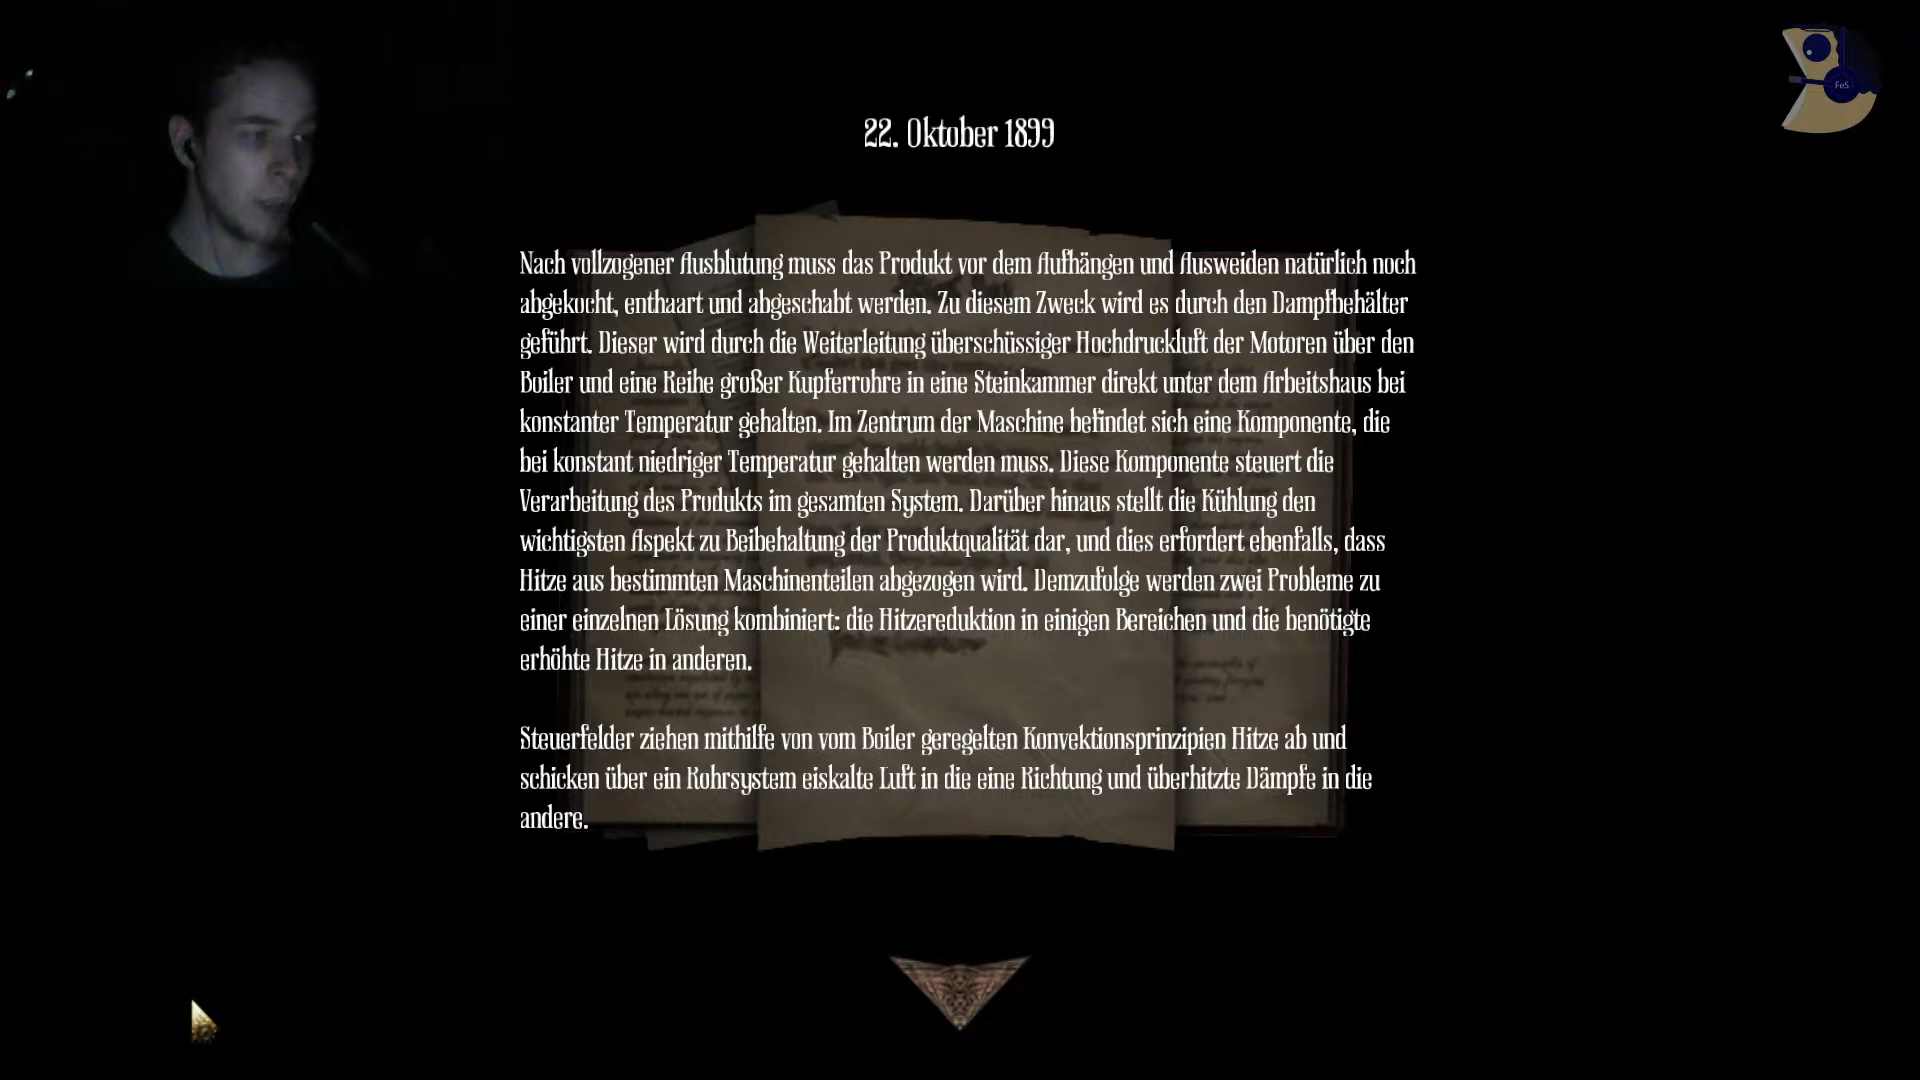 FeS
22. Oktober 1899
Nach vollzogener Ausblutung muss das Produkt vor dem Aufhängen und Ausweiden natürlich noch
abgekocht, enthaart und abgeschabt werden. Zu diesem Zweck wird es durch den Dampfbehälter
geführt. Dieser wird durch die Weiterleitung überschüssiger Hochdruckluft der Motoren über den
Boiler und eine Reihe großer Kupferrohre in eine Steinkammer direkt unter dem Arbeitshaus bei
konstanter Temperatur gehalten. Im Zentrum der Maschine befindet sich eine Komponente, die
bei konstant niedriger Temperatur gehalten werden muss. Diese Komponente steuert die
Verarbeitung des Produkts im gesamten System. Darüber hinaus stellt die Kühlung den
wichtigsten Aspekt zu Beibehaltung der Produktqualität dar, und dies erfordert ebenfalls, dass
Hitze aus bestimmten Maschinenteilen abgezogen wird. Demzufolge werden zwei Probleme zu
einer einzelnen Lösung kombiniert: die Hitzereduktion in einigen Bereichen und die benötigte
erhöhte Hitze in anderen.
Steuerfelder ziehen mithilfe von vom Boiler geregelten Konvektionsprinzipien Hitze ab und
schicken über ein Rohrsystem eiskalte Luft in die eine Richtung und überhitzte Dämpfe in die
andere.